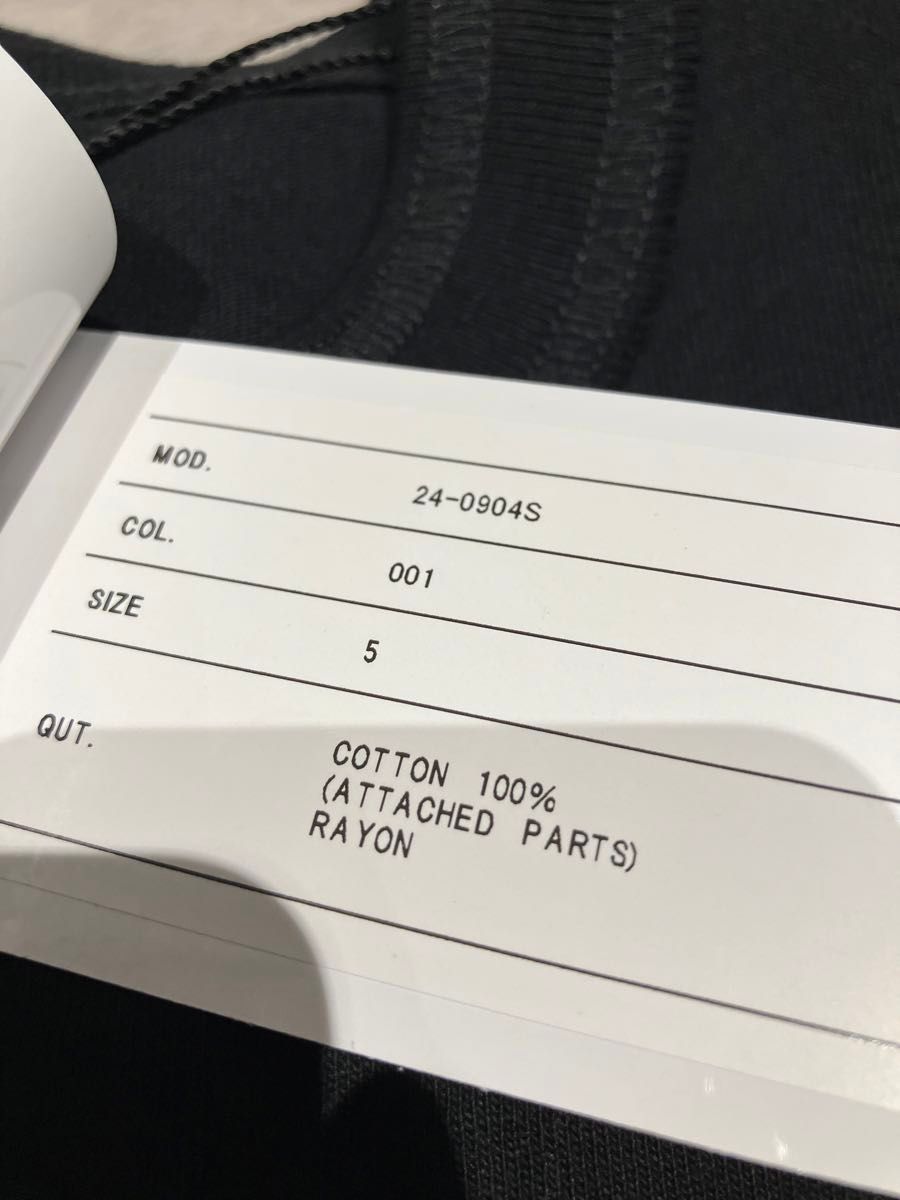 MOD. 24-0904S
COL. 001
SIZE 5
QUT. COTTON 100%
(ATTACHED PARTS)
RAYON